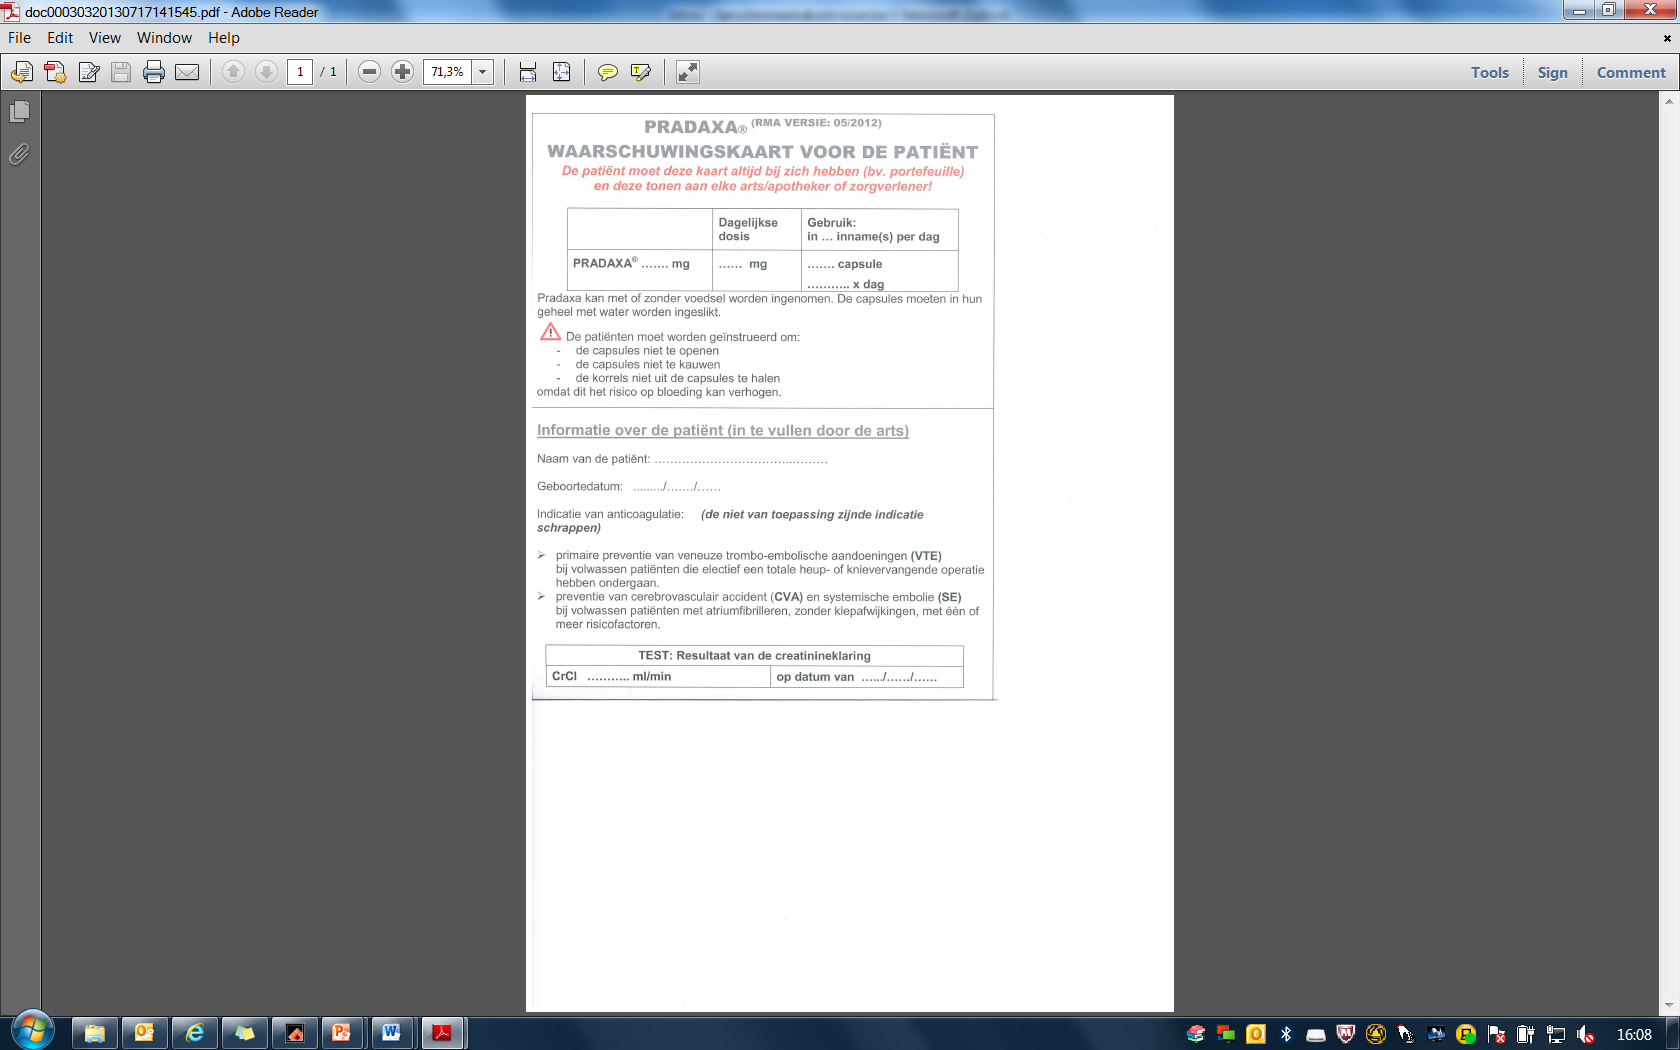 doc00030320130717141545.pdf - Adobe Reader
File Edit View Window Help
1 / 1 71,3% Tools Sign Comment
PRADAXA® (RMA VERSIE: 05/2012)
WAARSCHUWINGSKAART VOOR DE PATIËNT
De patiënt moet deze kaart altijd bij zich hebben (bv. portefeuille)
en deze tonen aan elke arts/apotheker of zorgverlener!
Dagelijkse dosis
Gebruik:
in ... inname(s) per dag
PRADAXA® ....... mg
...... mg
....... capsule
........... x dag
Pradaxa kan met of zonder voedsel worden ingenomen. De capsules moeten in hun
geheel met water worden ingeslikt.
! De patiënten moet worden geïnstrueerd om:
- de capsules niet te openen
- de capsules niet te kauwen
- de korrels niet uit de capsules te halen
omdat dit het risico op bloeding kan verhogen.
Informatie over de patiënt (in te vullen door de arts)
Naam van de patiënt: ............................................
Geboortedatum: ........./......./......
Indicatie van anticoagulatie: (de niet van toepassing zijnde indicatie
schrappen)
➢ primaire preventie van veneuze trombo-embolische aandoeningen (VTE)
bij volwassen patiënten die electief een totale heup- of knievervangende operatie
hebben ondergaan.
➢ preventie van cerebrovasculair accident (CVA) en systemische embolie (SE)
bij volwassen patiënten met atriumfibrilleren, zonder klepafwijkingen, met één of
meer risicofactoren.
TEST: Resultaat van de creatinineklaring
CrCl ........... ml/min
op datum van ....../....../......
16:08